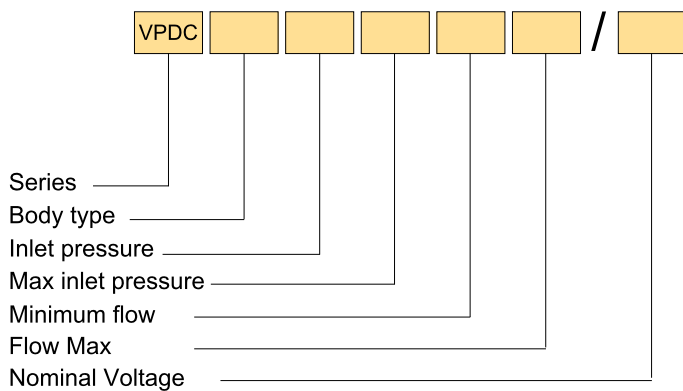 VPDC /
Series
Body type
Inlet pressure
Max inlet pressure
Minimum flow
Flow Max
Nominal Voltage